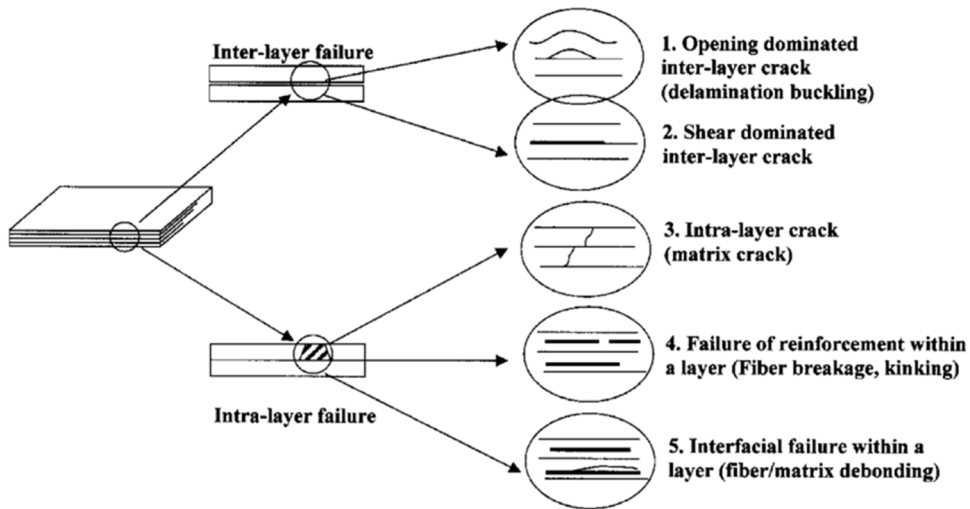 Inter-layer failure
1. Opening dominated
inter-layer crack
(delamination buckling)
2. Shear dominated
inter-layer crack
3. Intra-layer crack
(matrix crack)
4. Failure of reinforcement within
a layer (Fiber breakage, kinking)
Intra-layer failure
5. Interfacial failure within a
layer (fiber/matrix debonding)